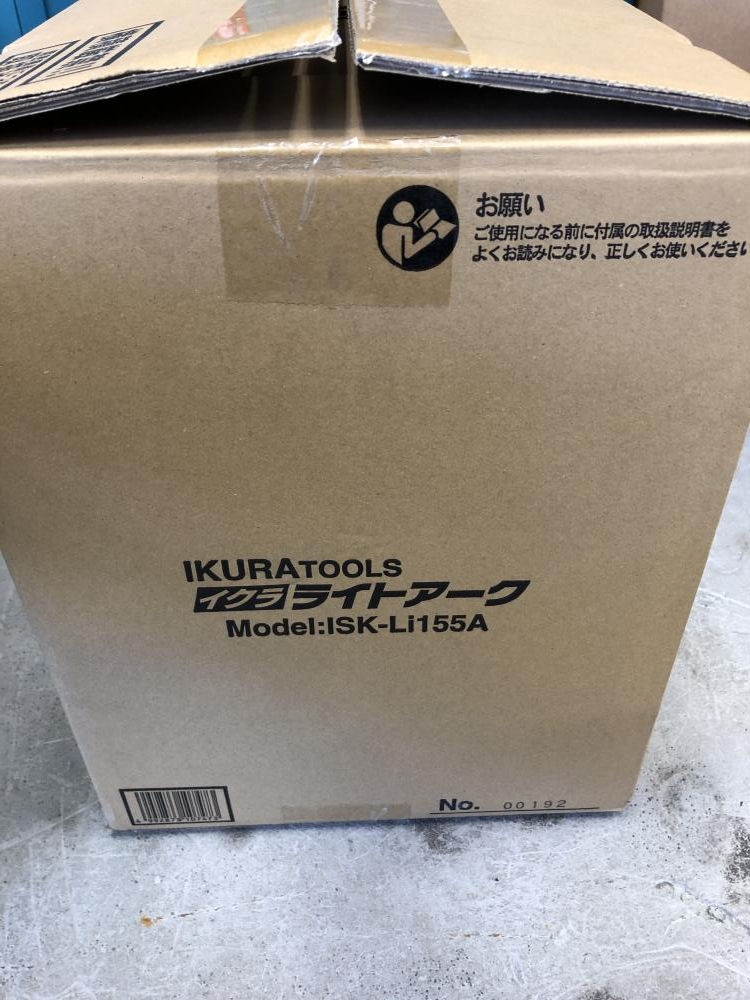 お願い
ご使用になる前に付属の取扱説明書を
よくお読みになり、正しくお使いくださ
IKURATOOLS
イクラ ライトアーク
Model:ISK-Li155A
No. 00192